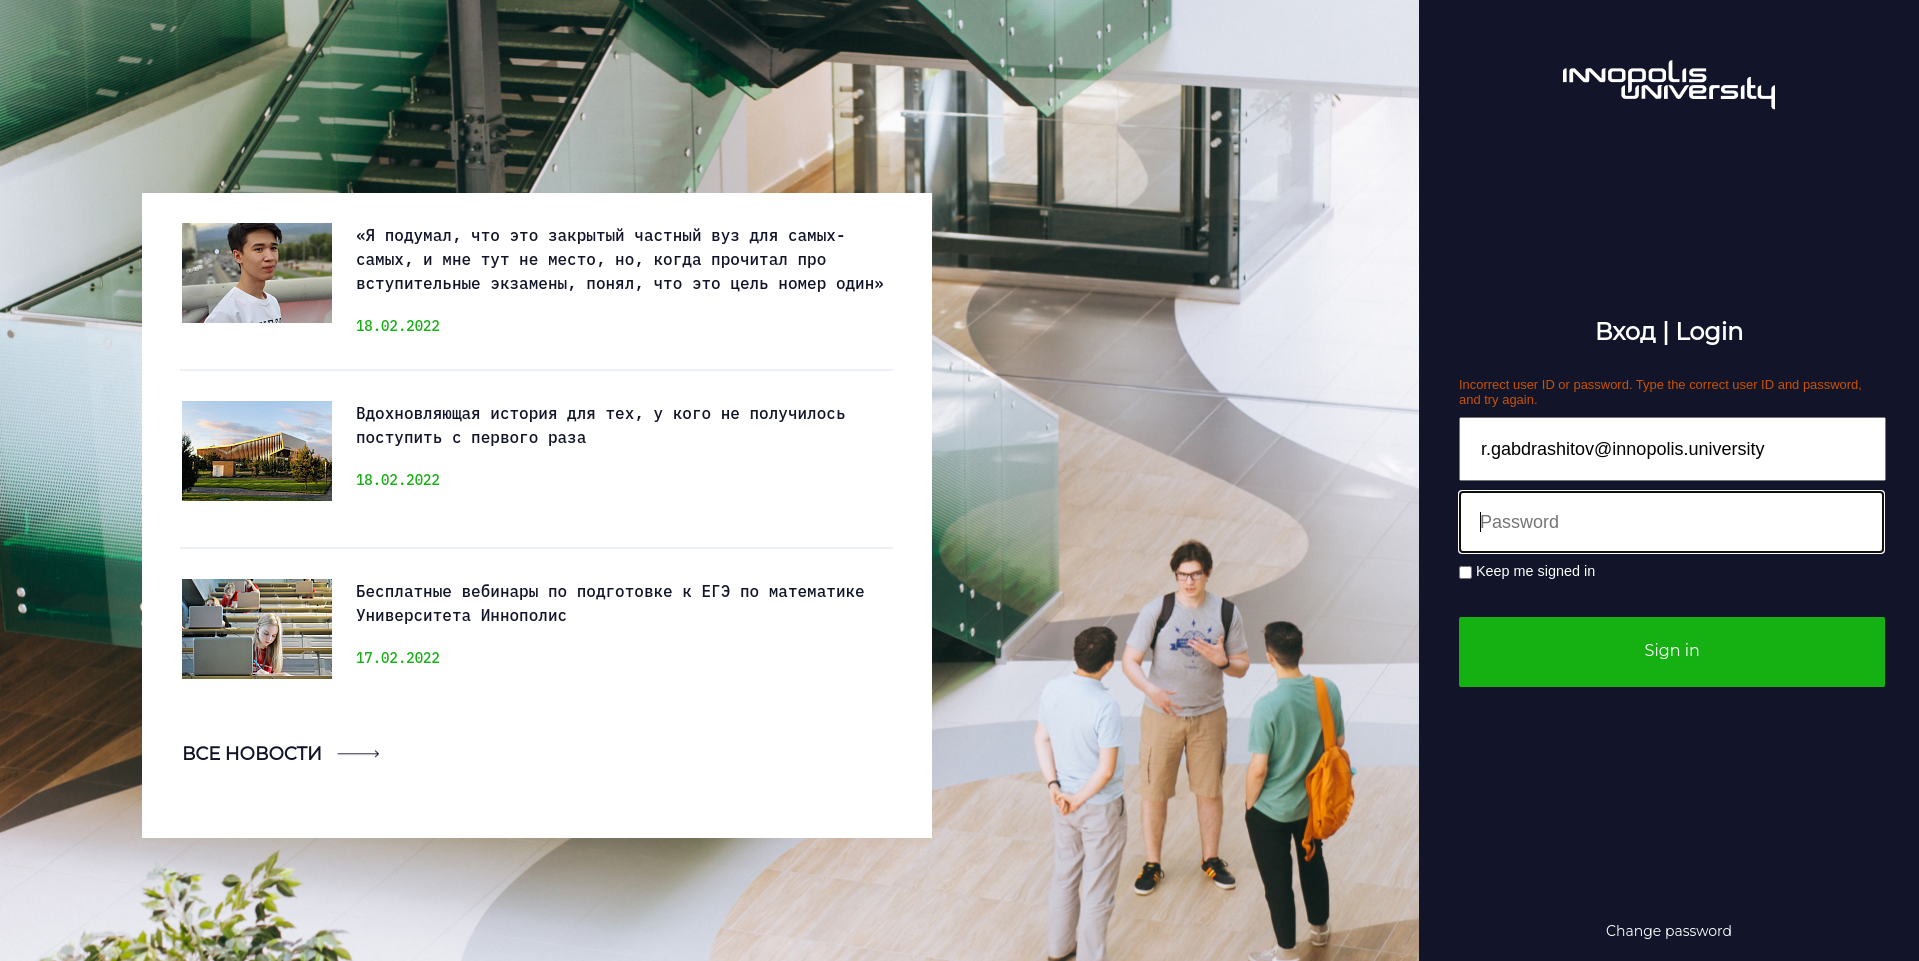 «Я подумал, что это закрытый частный вуз для самых-
самых, и мне тут не место, но, когда прочитал про
вступительные экзамены, понял, что это цель номер один»
18.02.2022
Вдохновляющая история для тех, у кого не получилось
поступить с первого раза
18.02.2022
Бесплатные вебинары по подготовке к ЕГЭ по математике
Университета Иннополис
17.02.2022
ВСЕ НОВОСТИ
innopolis
university
Вход | Login
Incorrect user ID or password. Type the correct user ID and password,
and try again.
r.gabdrashitov@innopolis.university
Password
Keep me signed in
Sign in
Change password